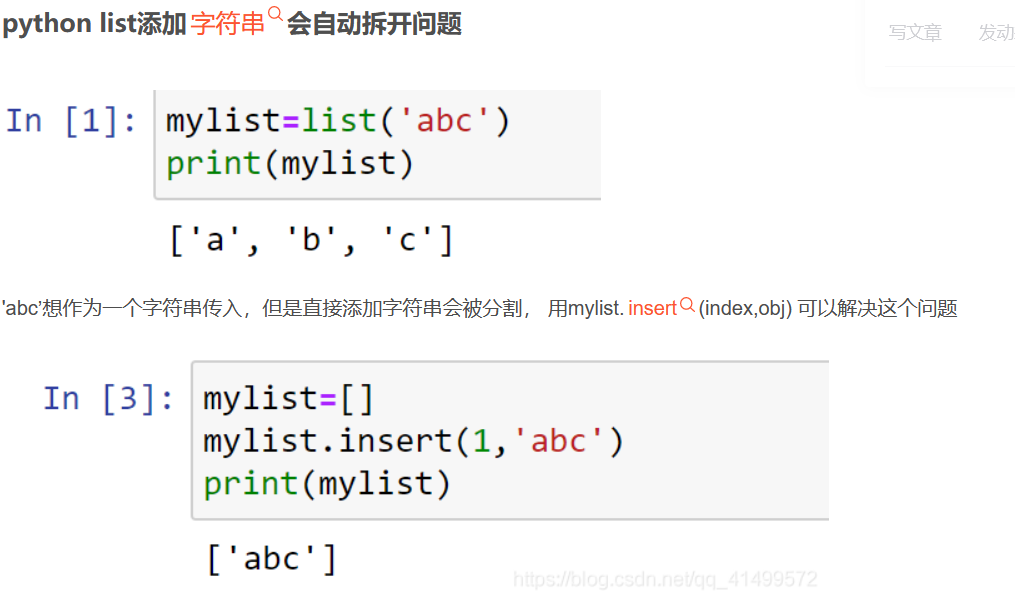 python list添加字符串会自动拆开问题
写文章 发动
In [1]: mylist=list('abc')
print(mylist)
['a', 'b', 'c']
'abc'想作为一个字符串传入，但是直接添加字符串会被分割， 用mylist. insert(index,obj) 可以解决这个问题
In [3]: mylist=[]
mylist.insert(1,'abc')
print(mylist)
['abc']
https://blog.csdn.net/qq_41499572